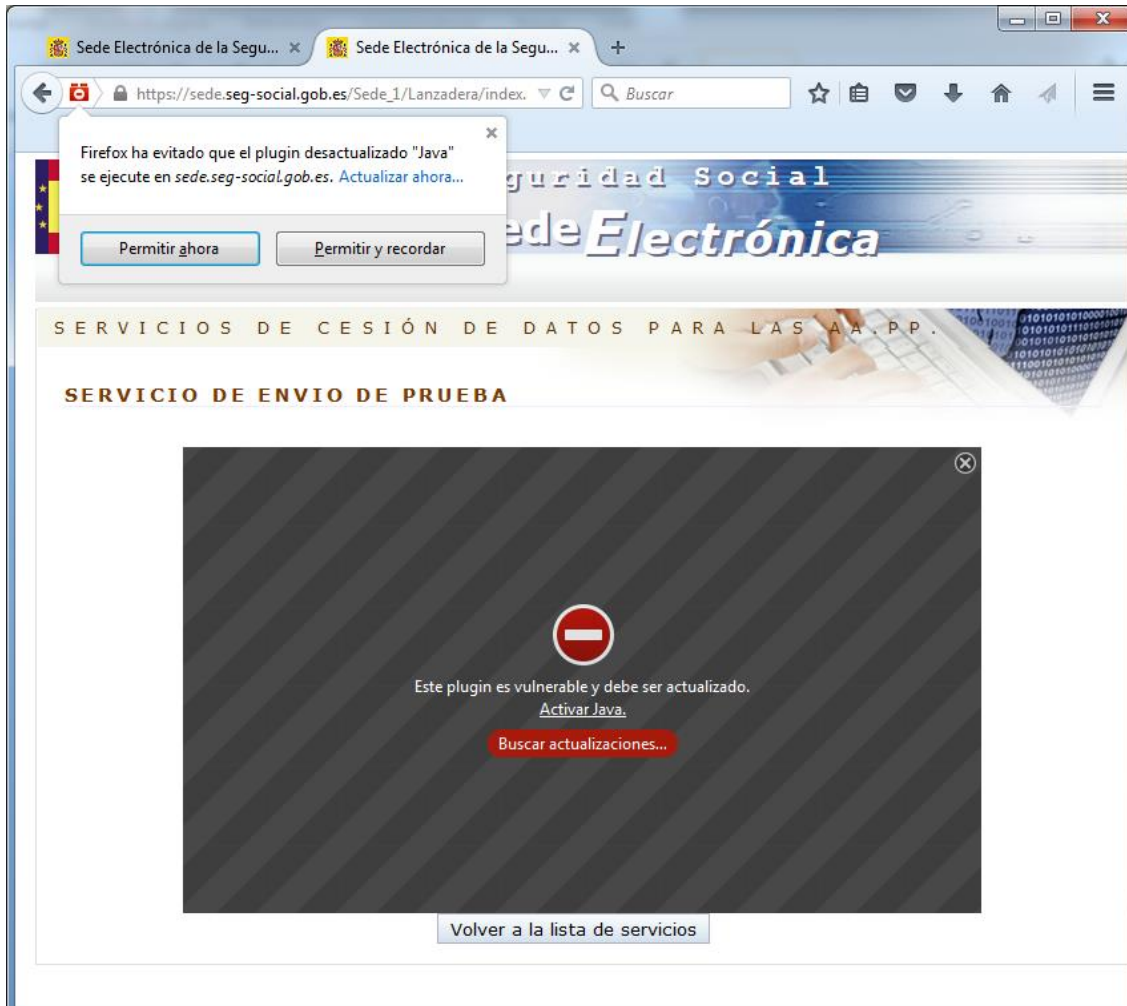 Sede Electrónica de la Segu...
Sede Electrónica de la Segu...
https://sede.seg-social.gob.es/Sede_1/Lanzadera/index.
Buscar
Firefox ha evitado que el plugin desactualizado "Java"
se ejecute en sede.seg-social.gob.es. Actualizar ahora...
Permitir ahora
Permitir y recordar
guridad Social
ede Electrónica
SERVICIOS DE CESIÓN DE DATOS PARA LAS AA.PP.
SERVICIO DE ENVIO DE PRUEBA
Este plugin es vulnerable y debe ser actualizado.
Activar Java.
Buscar actualizaciones...
Volver a la lista de servicios